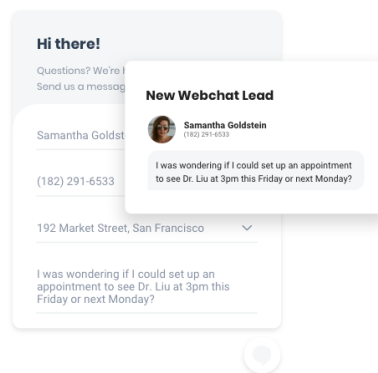 Hi there!
Questions? We're
Send us a messag
Samantha Goldst
(182) 291-6533
192 Market Street, San Francisco
I was wondering if I could set up an
appointment to see Dr. Liu at 3pm this
Friday or next Monday?
New Webchat Lead
Samantha Goldstein
(182) 291-6533
I was wondering if I could set up an appointment
to see Dr. Liu at 3pm this Friday or next Monday?